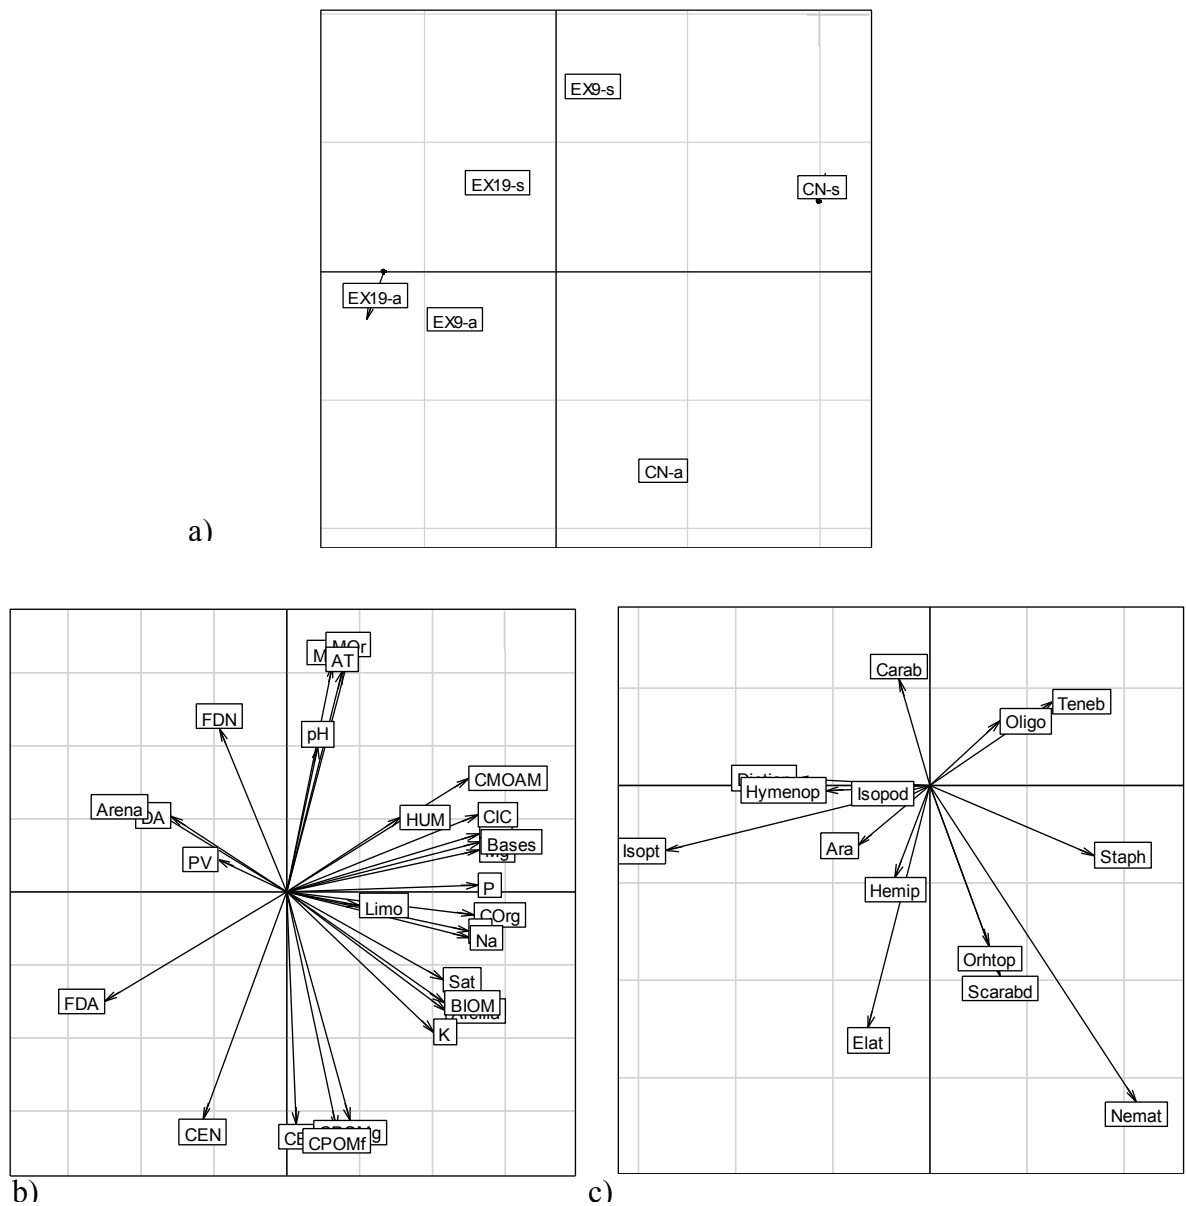 EX9-s
EX19-s
CN-s
EX19-a
EX9-a
CN-a
a)
AT
FDN
pH
CMOAM
Arena
DA
HUM
CIC
Bases
PV
P
Limo
COrg
Na
Sat
FDA
BIOM
K
CEN
CPOMf
b)
Carab
Teneb
Oligo
Hymenop
Isopod
Isopt
Ara
Staph
Hemip
Orhtop
Scarabd
Elat
Nemat
c)